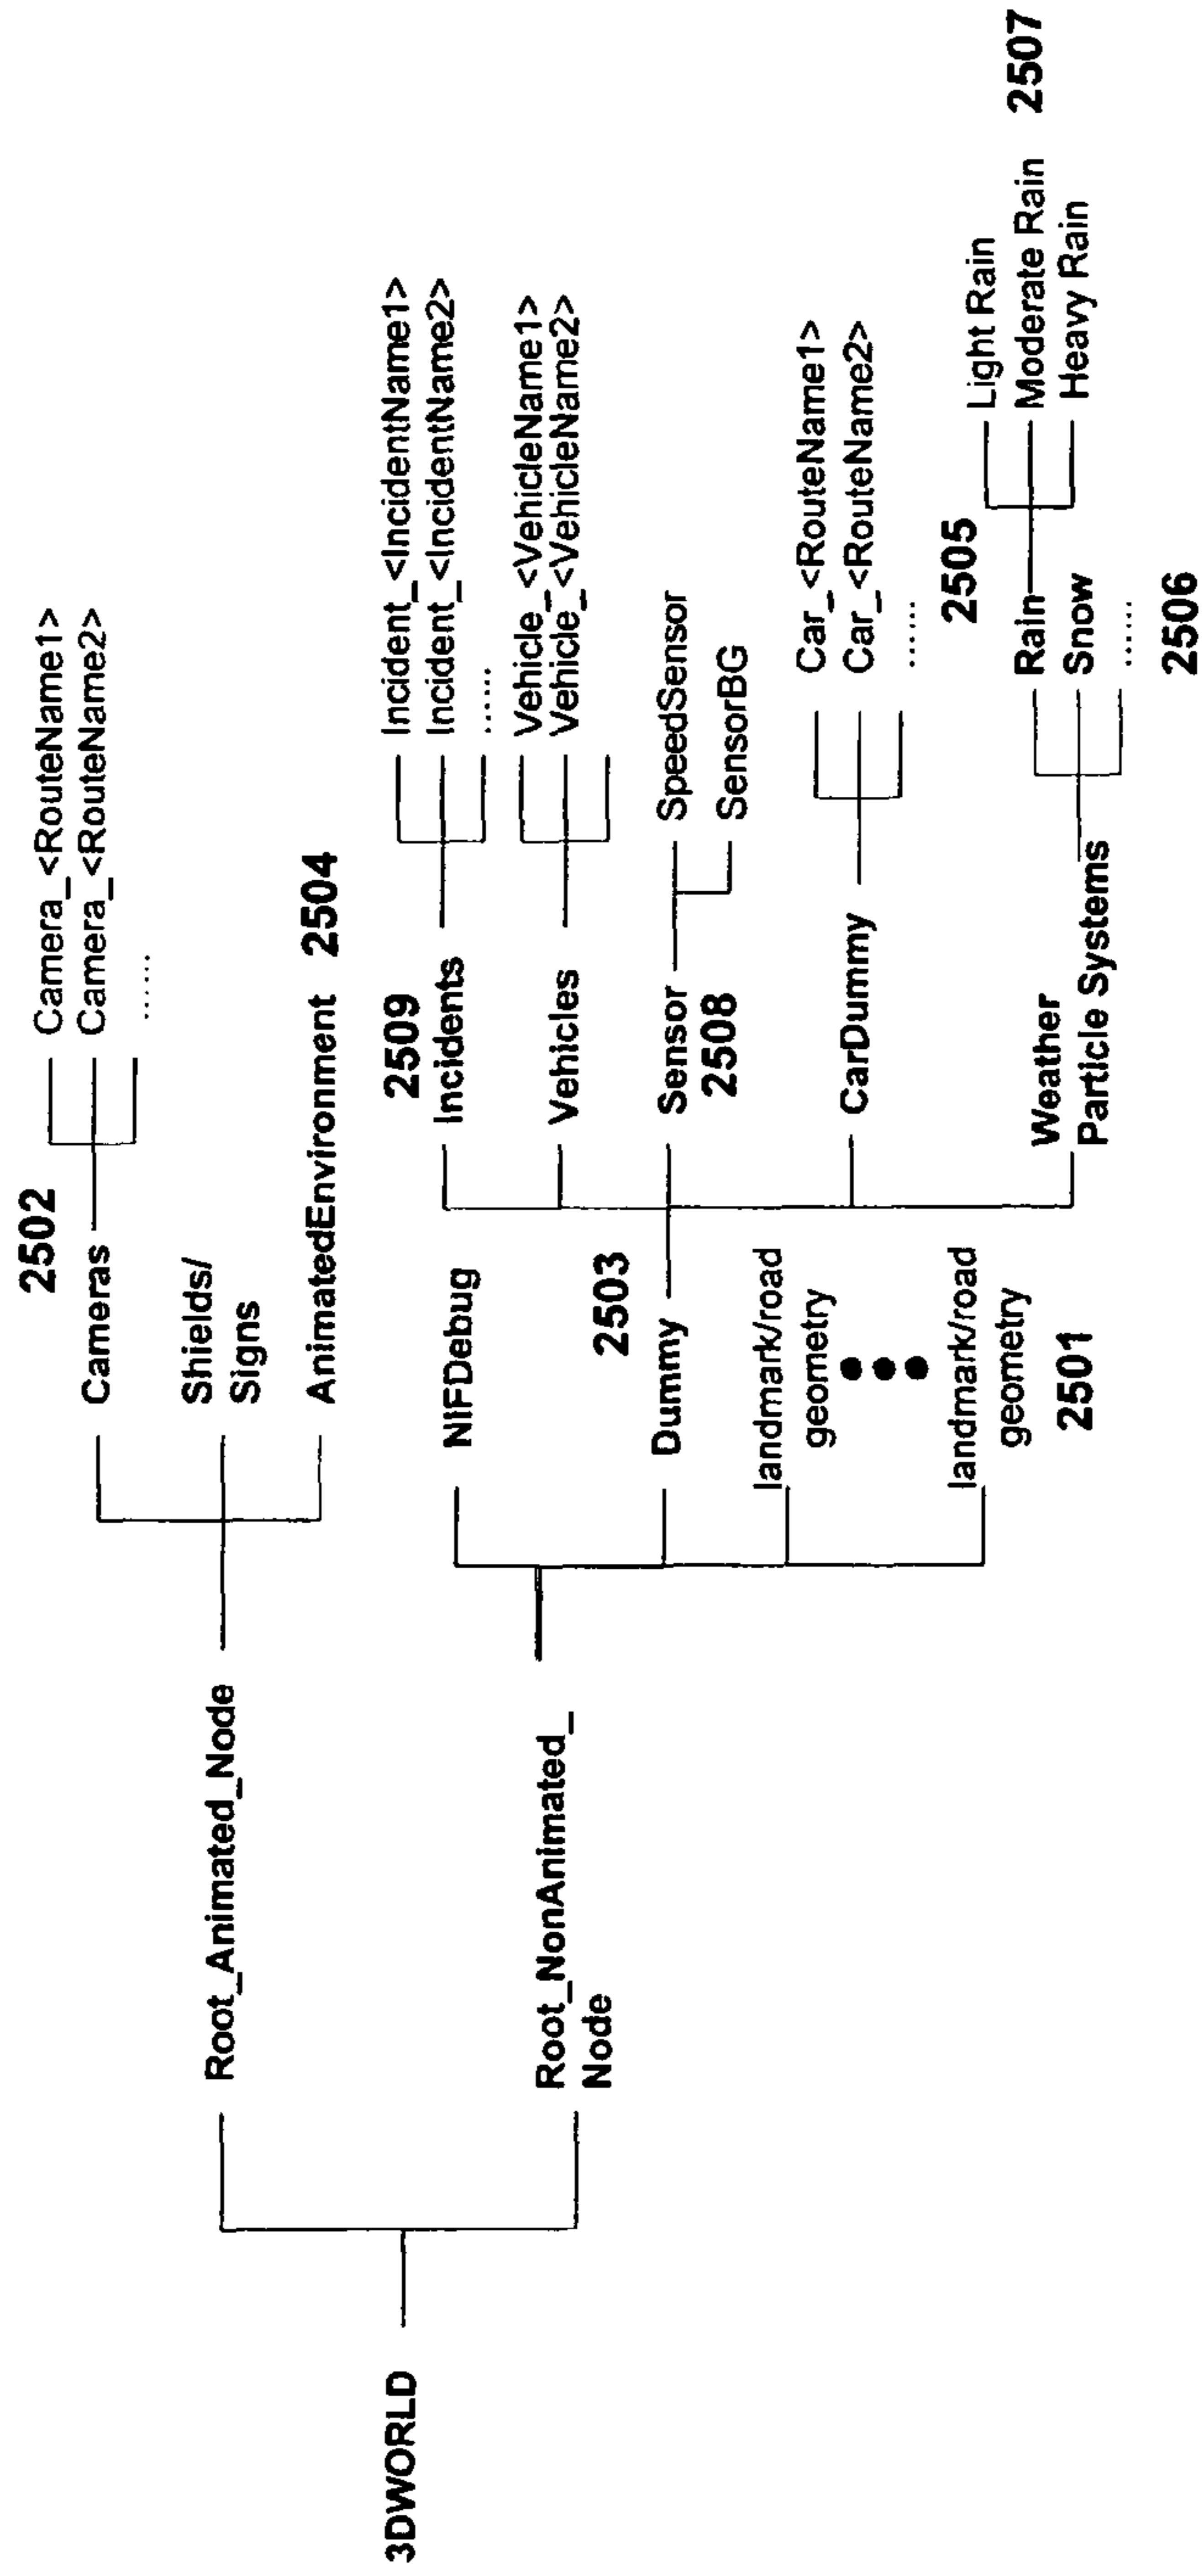 3DWORLD
Root_Animated_Node
Root_NonAnimated_
Node
2502
Cameras
Camera_<RouteName1>
Camera_<RouteName2>
......
Shields/
Signs
AnimatedEnvironment 2504
NIFDebug
2503
Dummy
landmark/road
geometry
landmark/road
geometry
2501
2509
Incidents
Incident_<IncidentName1>
Incident_<IncidentName2>
......
Vehicles
Vehicle_<VehicleName1>
Vehicle_<VehicleName2>
Sensor
2508
SpeedSensor
SensorBG
CarDummy
Car_<RouteName1>
Car_<RouteName2>
......
Weather
Particle Systems
2505
Rain
Snow
......
2506
Light Rain
Moderate Rain 2507
Heavy Rain